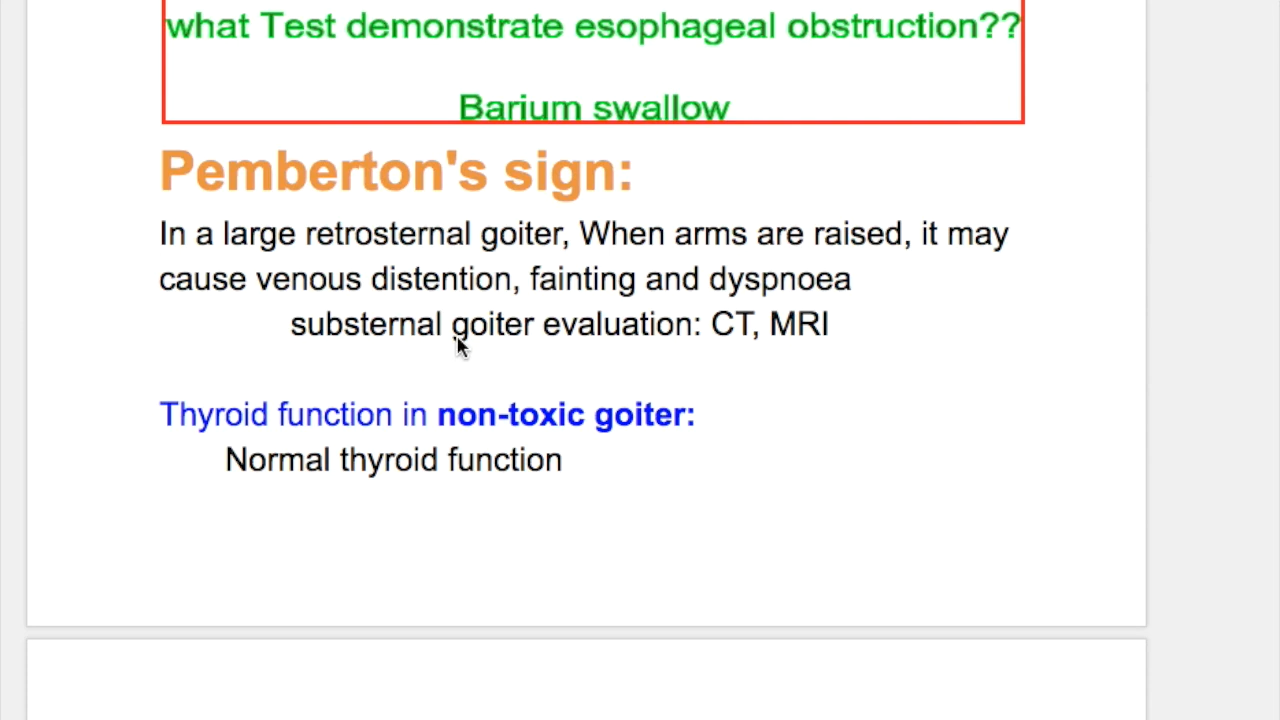 what Test demonstrate esophageal obstruction??
Barium swallow
Pemberton's sign:
In a large retrosternal goiter, When arms are raised, it may
cause venous distention, fainting and dyspnoea
substernal goiter evaluation: CT, MRI
Thyroid function in non-toxic goiter:
Normal thyroid function